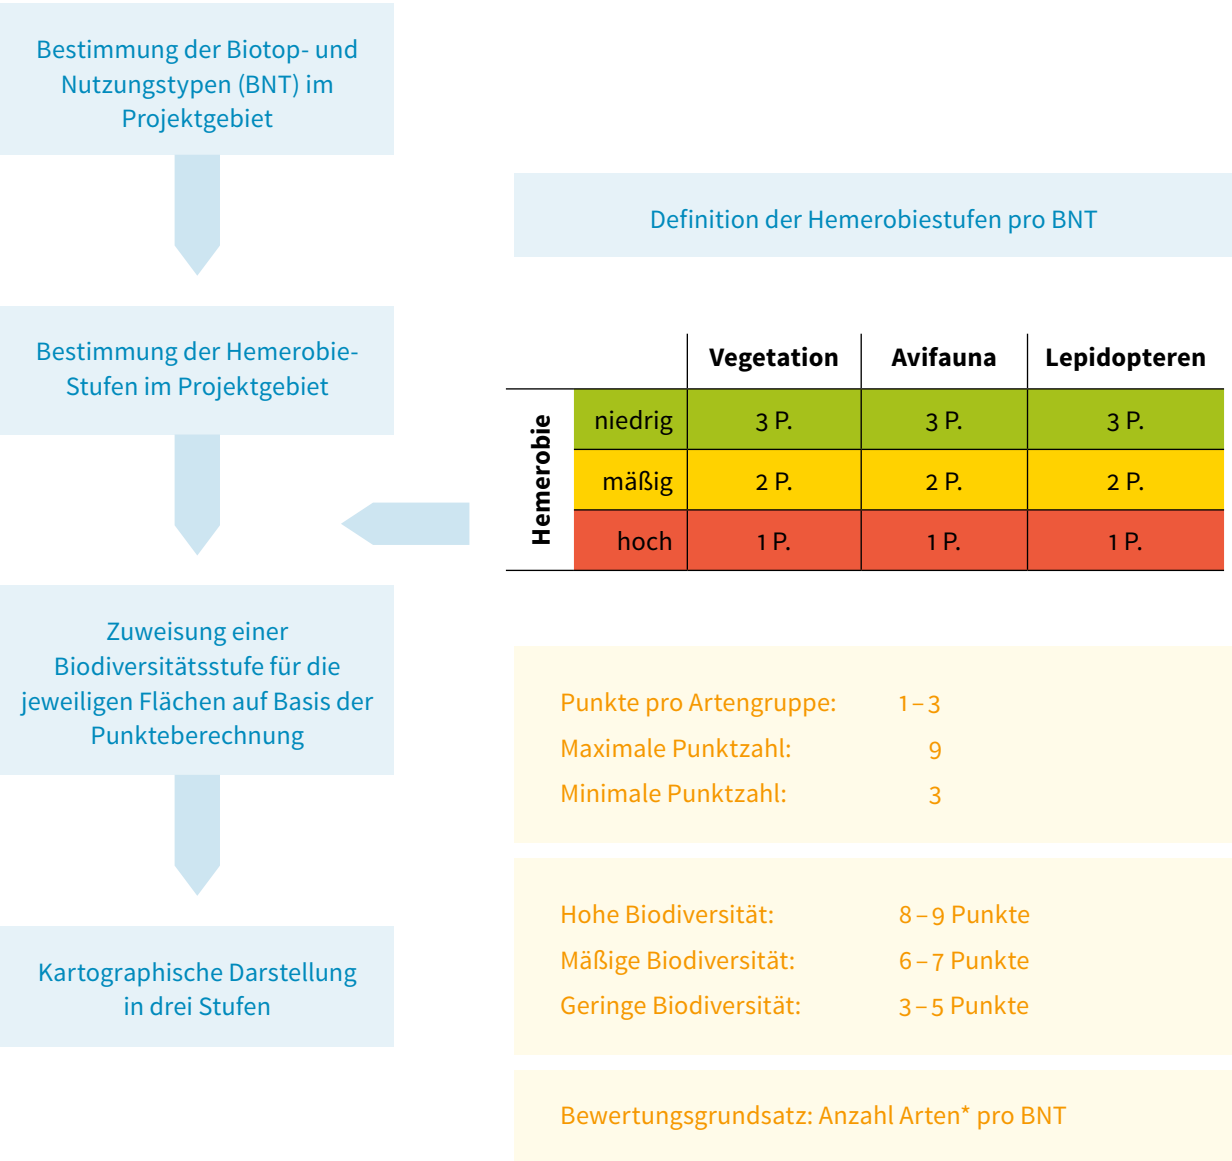 Bestimmung der Biotop- und
Nutzungstypen (BNT) im
Projektgebiet
Bestimmung der Hemerobie-
Stufen im Projektgebiet
Zuweisung einer
Biodiversitätsstufe für die
jeweiligen Flächen auf Basis der
Punkteberechnung
Kartographische Darstellung
in drei Stufen
Definition der Hemerobiestufen pro BNT
Vegetation Avifauna Lepidopteren
Hemerobie
niedrig 3 P. 3 P. 3 P.
mäßig 2 P. 2 P. 2 P.
hoch 1 P. 1 P. 1 P.
Punkte pro Artengruppe: 1–3
Maximale Punktzahl: 9
Minimale Punktzahl: 3
Hohe Biodiversität: 8–9 Punkte
Mäßige Biodiversität: 6–7 Punkte
Geringe Biodiversität: 3–5 Punkte
Bewertungsgrundsatz: Anzahl Arten* pro BNT